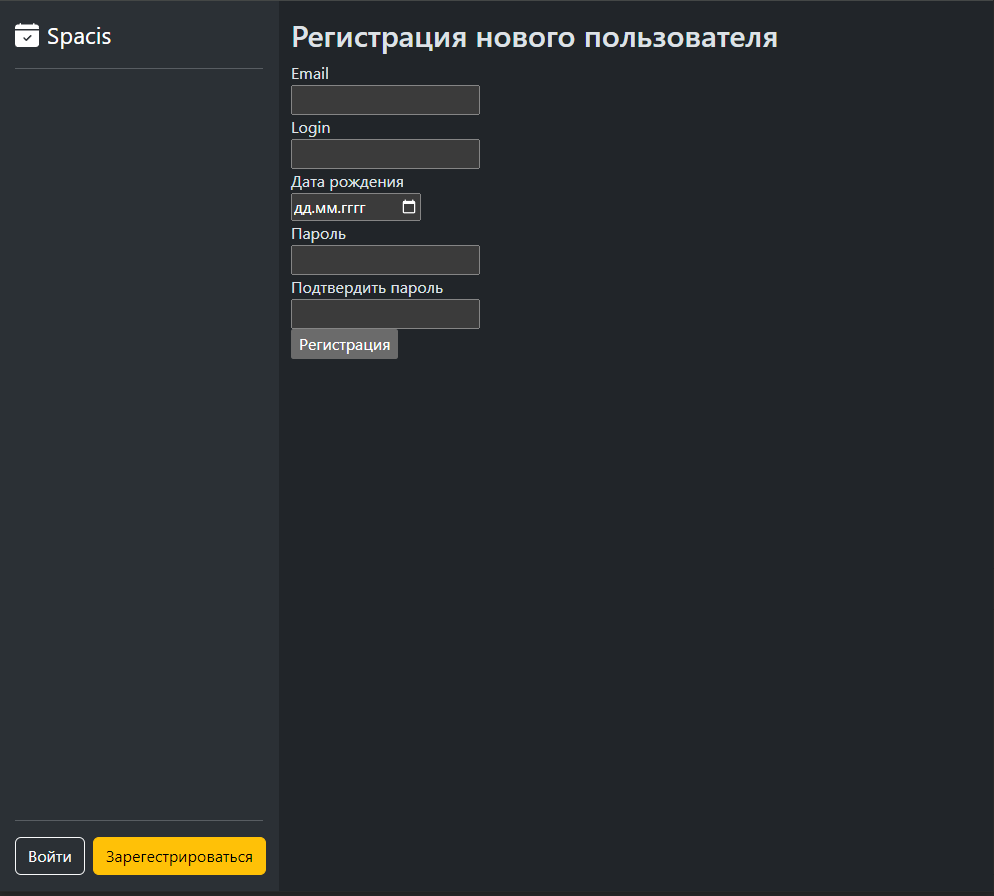 Spacis
Регистрация нового пользователя
Email
Login
Дата рождения
дд.мм.гггг
Пароль
Подтвердить пароль
Регистрация
Войти
Зарегестрироваться